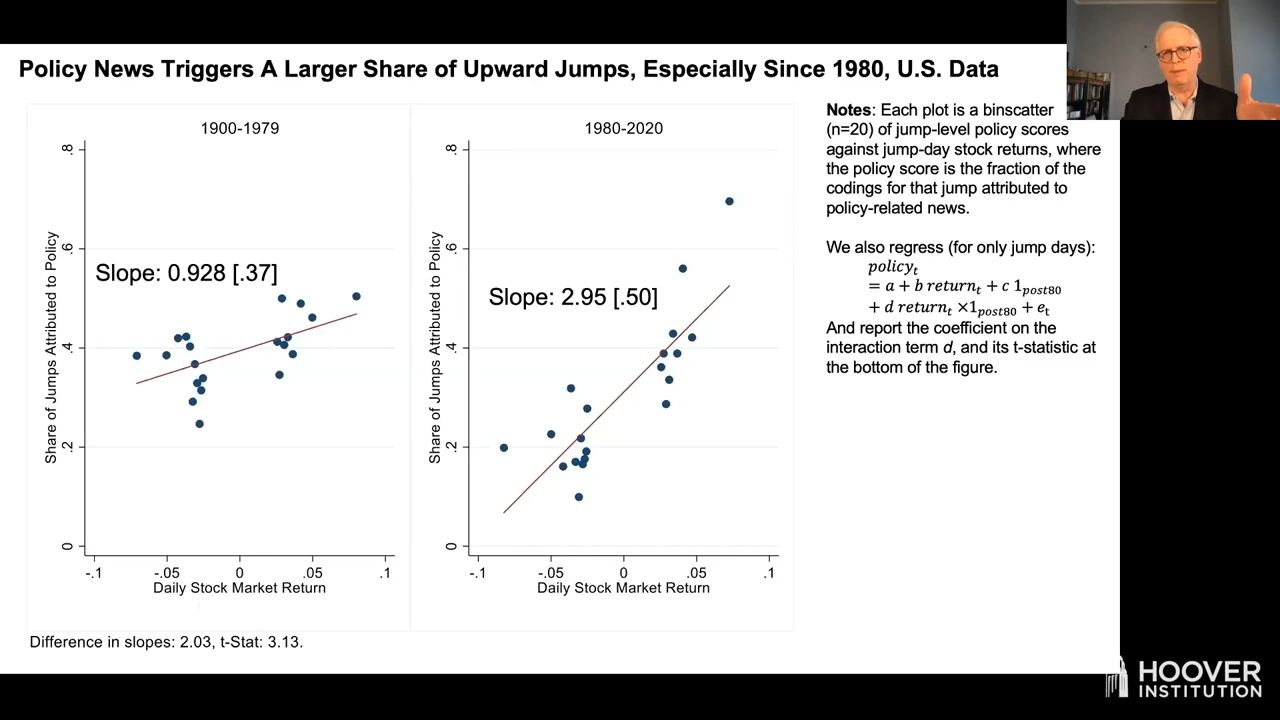 Policy News Triggers A Larger Share of Upward Jumps, Especially Since 1980, U.S. Data
1900-1979
Share of Jumps Attributed to Policy
.8
.6
.4
.2
0
Slope: 0.928 [.37]
-.1
-.05
0
.05
.1
Daily Stock Market Return
1980-2020
Share of Jumps Attributed to Policy
.8
.6
.4
.2
0
Slope: 2.95 [.50]
-.1
-.05
0
.05
.1
Daily Stock Market Return
Difference in slopes: 2.03, t-Stat: 3.13.
Notes: Each plot is a binscatter
(n=20) of jump-level policy scores
against jump-day stock returns, where
the policy score is the fraction of the
codings for that jump attributed to
policy-related news.
We also regress (for only jump days):
policyₜ
= a + b returnₜ + c 1ₚₒₛₜ₈₀
+ d returnₜ ×1ₚₒₛₜ₈₀ + eₜ
And report the coefficient on the
interaction term d, and its t-statistic at
the bottom of the figure.
HOOVER
INSTITUTION